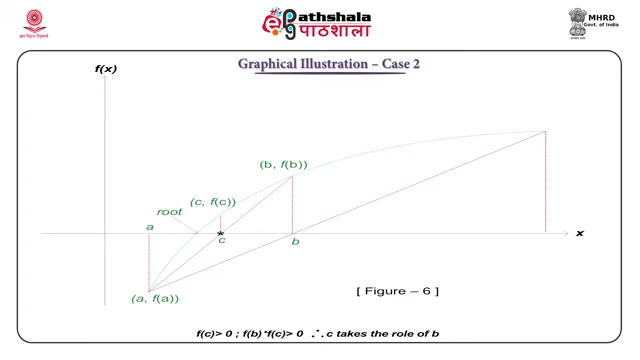 ePathshala
पाठशाला
MHRD
Govt. of India
Graphical Illustration – Case 2
f(x)
(b, f(b))
(c, f(c))
root
a
*
c
b
x
(a, f(a))
[ Figure – 6 ]
f(c)> 0 ; f(b)*f(c)> 0 ∴ c takes the role of b